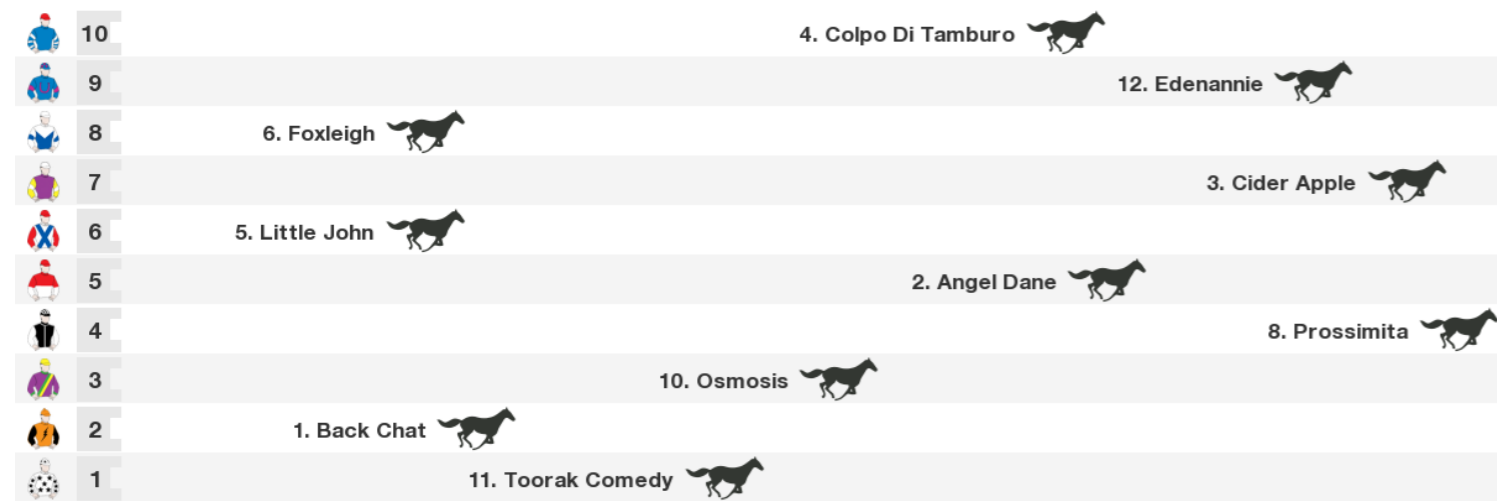 10 4. Colpo Di Tamburo
9 12. Edenannie
8 6. Foxleigh
7 3. Cider Apple
6 5. Little John
5 2. Angel Dane
4 8. Prossimita
3 10. Osmosis
2 1. Back Chat
1 11. Toorak Comedy